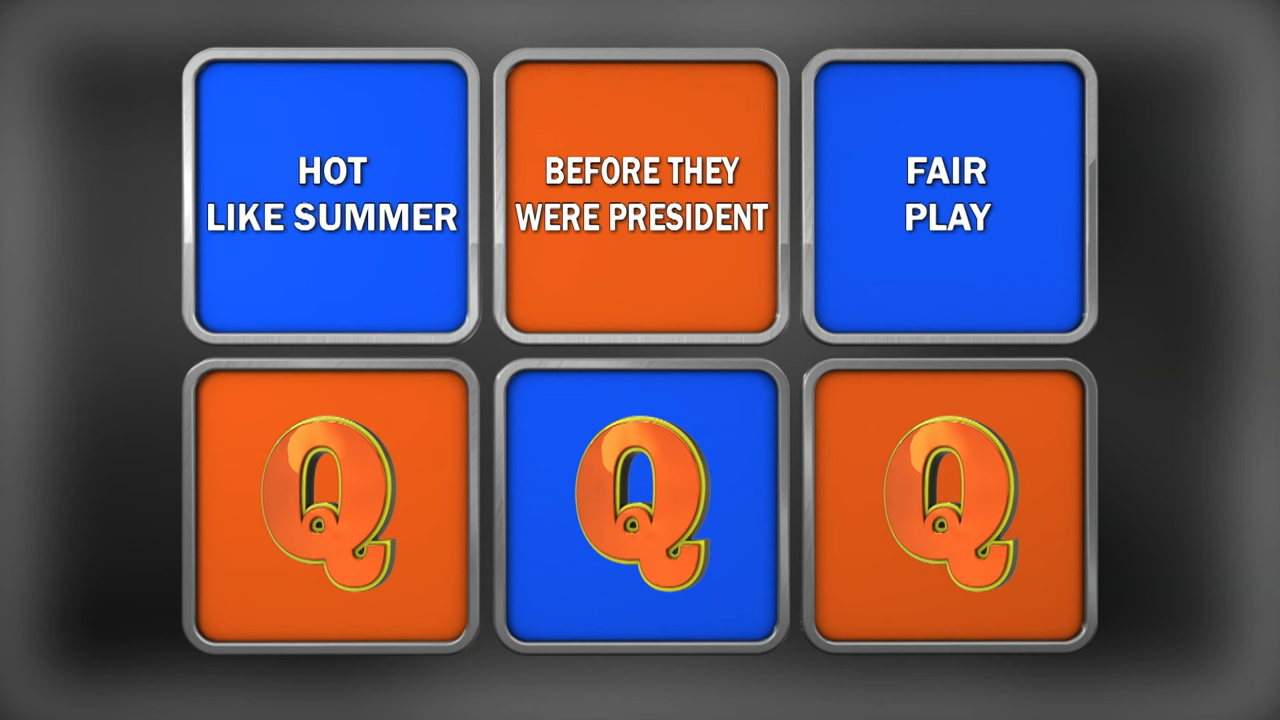 HOT
LIKE SUMMER
BEFORE THEY
WERE PRESIDENT
FAIR
PLAY
Q
Q
Q